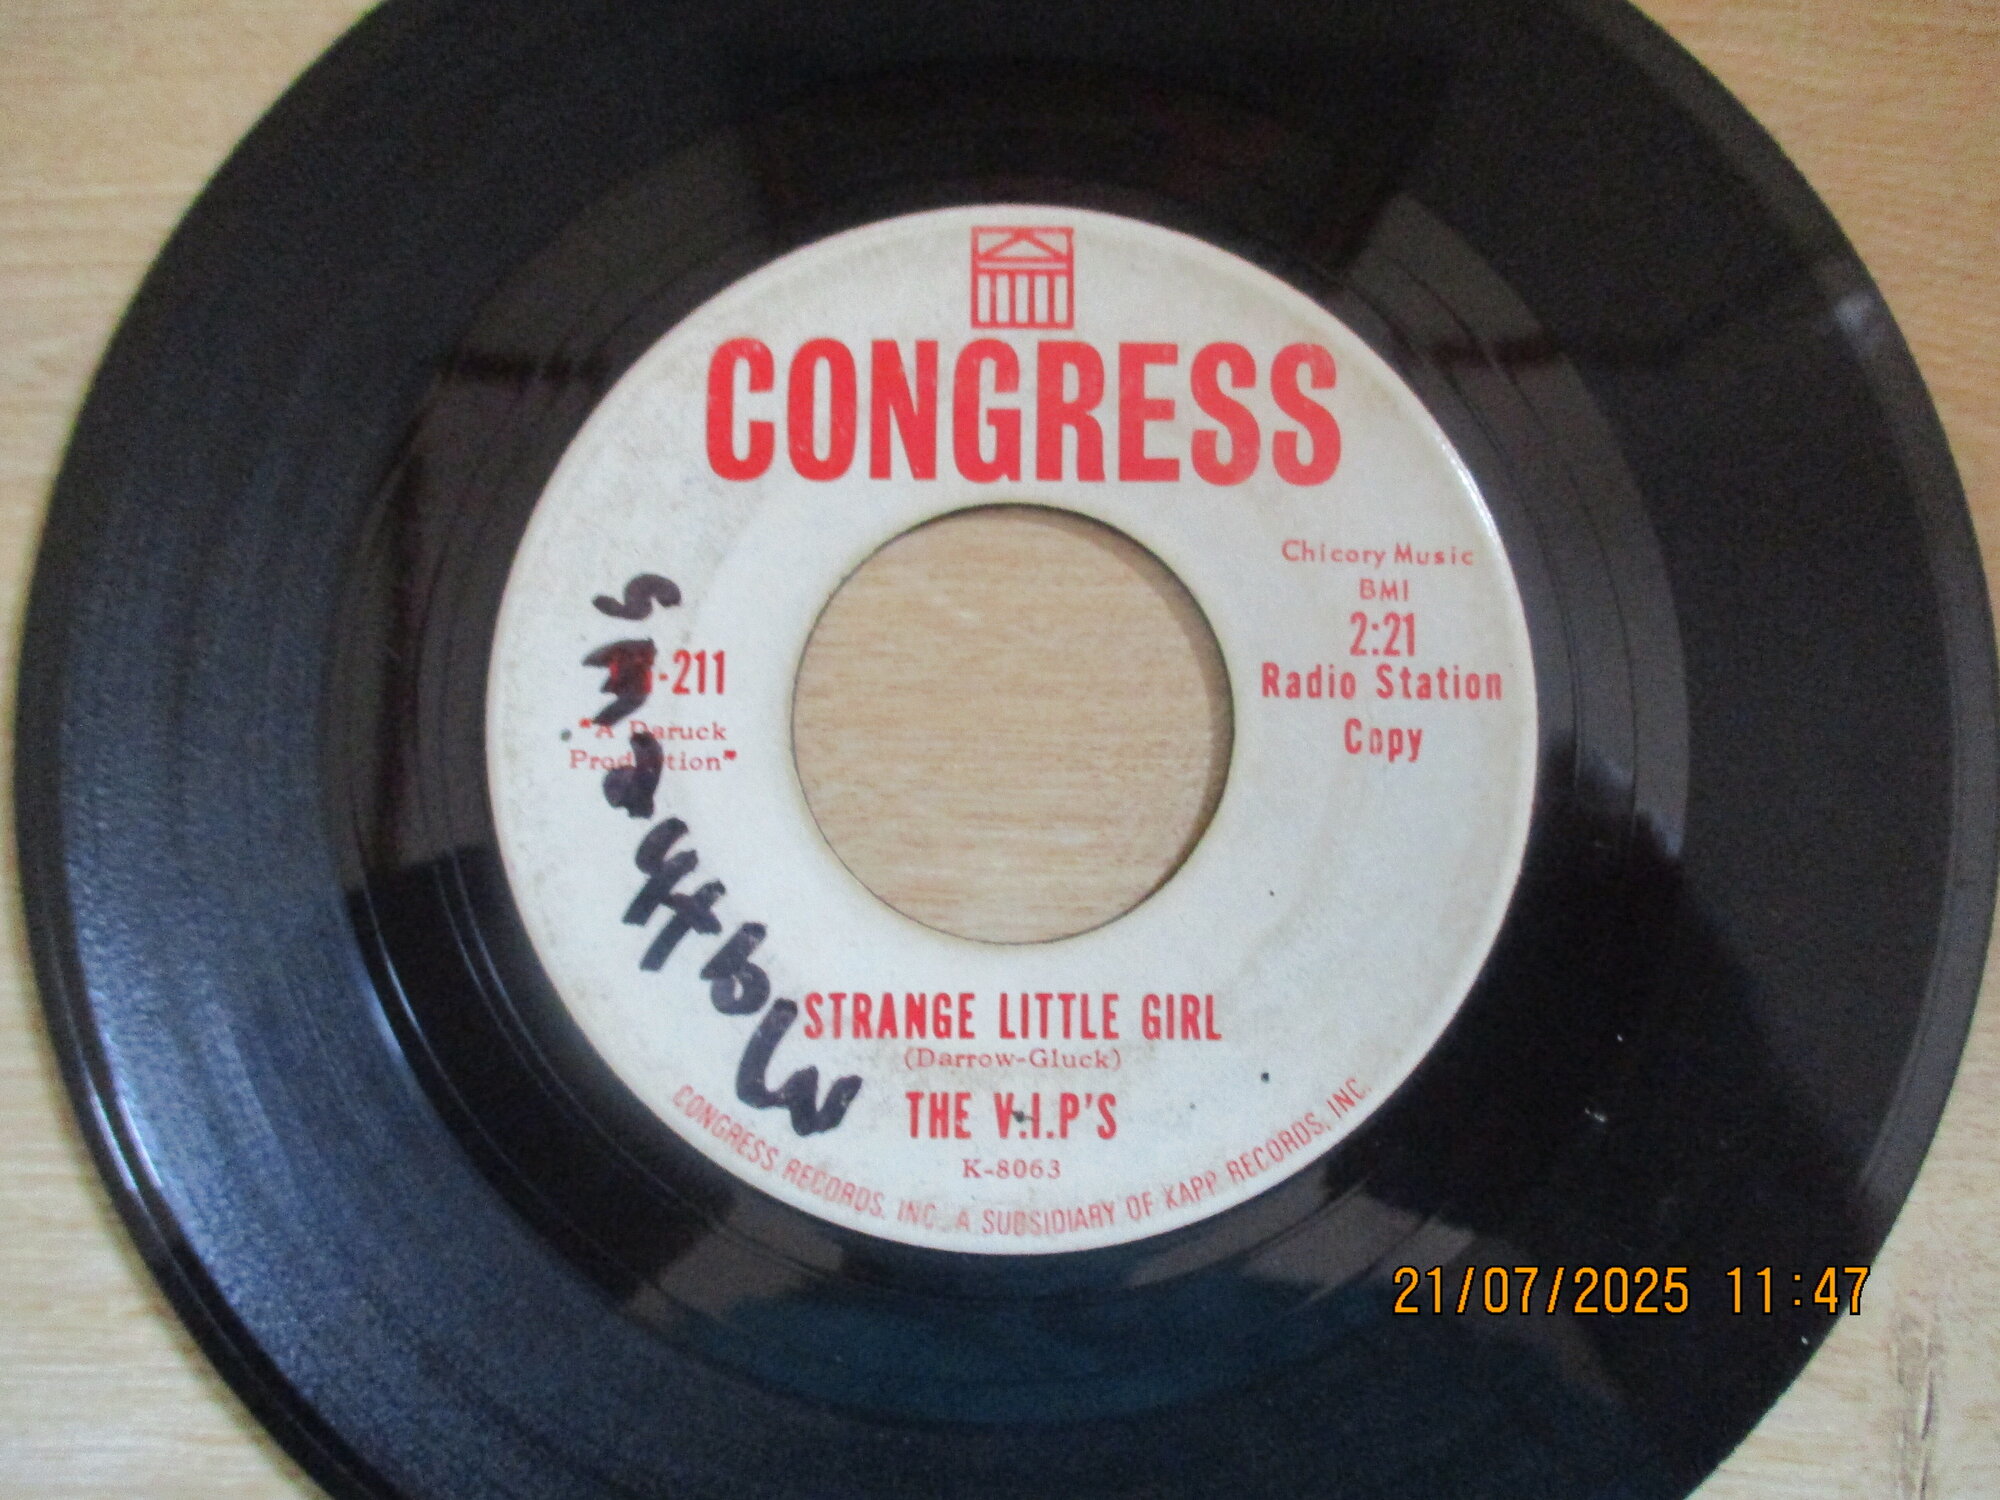 CONGRESS
Chicory Music
BMI
2:21
Radio Station
Copy
-211
"A Daruck
Production"
STRANGE LITTLE GIRL
(Darrow-Gluck)
THE V.I.P'S
K-8063
CONGRESS RECORDS, INC. A SUBSIDIARY OF KAPP RECORDS, INC.
21/07/2025 11:47